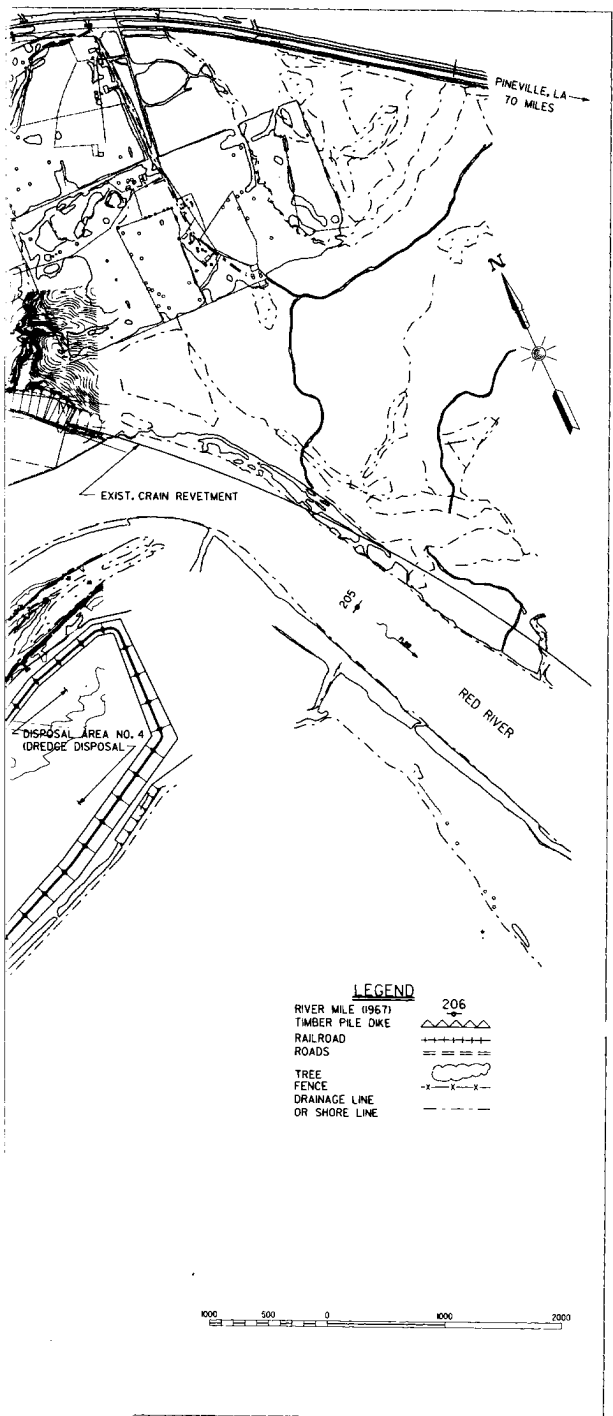 PINEVILLE, LA
70 MILES
N
EXIST. CRAIN REVETMENT
205
RED RIVER
DISPOSAL AREA NO. 4
(DREDGE DISPOSAL
LEGEND
RIVER MILE (1967) 206
TIMBER PILE DIKE
RAILROAD
ROADS
TREE
FENCE -X-X-X-
DRAINAGE LINE
OR SHORE LINE
1000 500 0 1000 2000